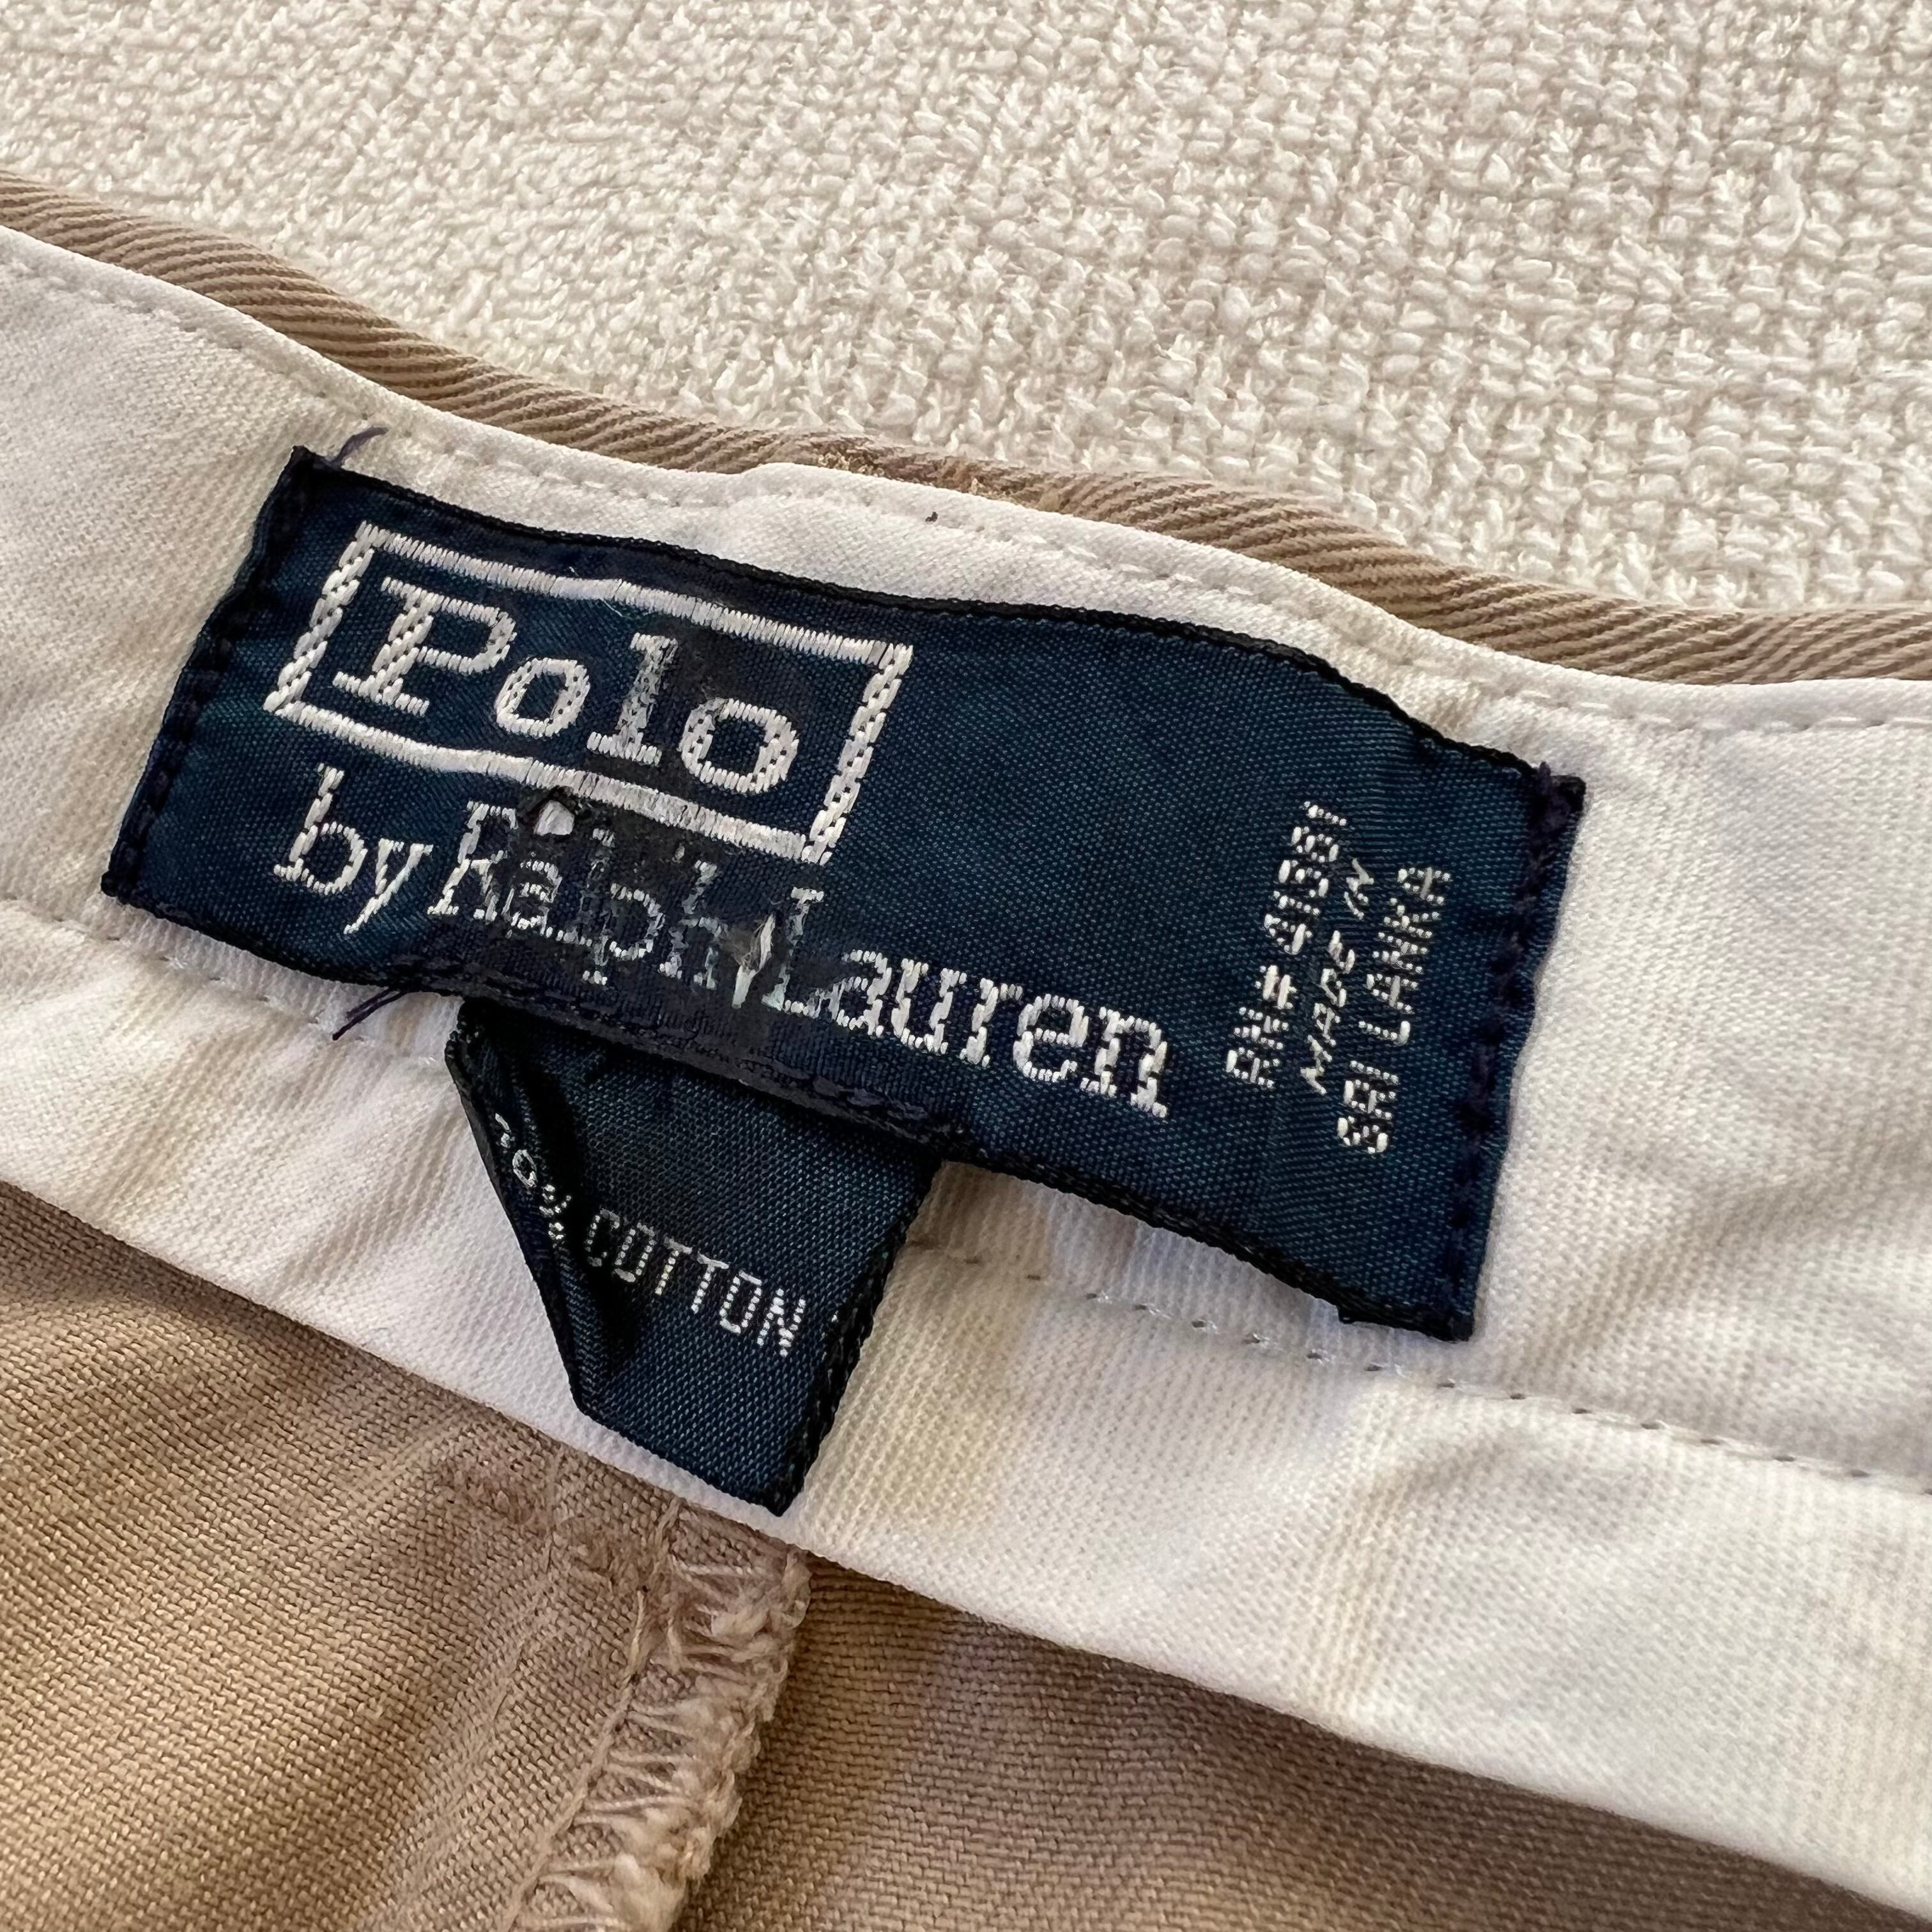 Polo
by Ralph Lauren
RN#41381
MADE IN
SRI LANKA
COTTON